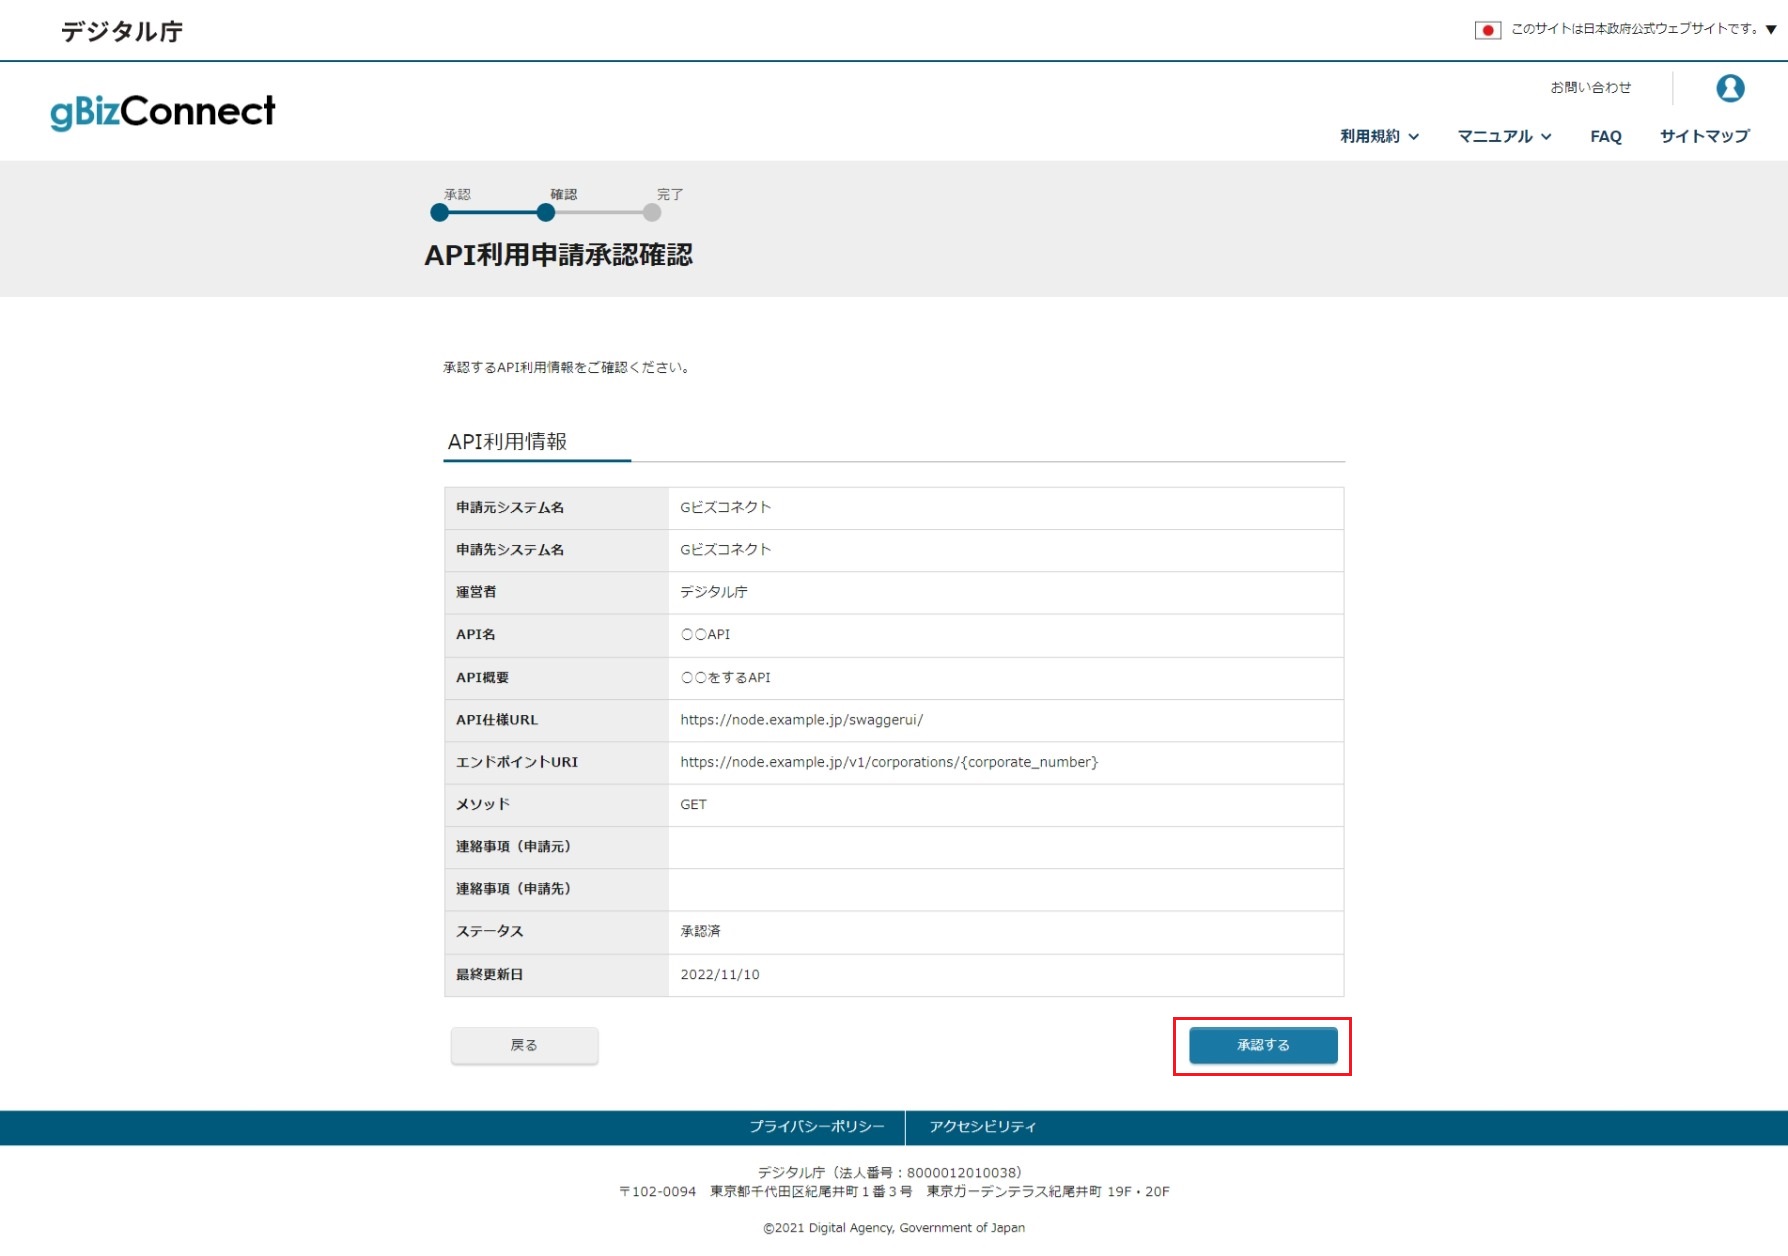 デジタル庁
このサイトは日本政府公式ウェブサイトです。▼
gBizConnect
お問い合わせ
利用規約
マニュアル
FAQ
サイトマップ
承認
確認
完了
API利用申請承認確認
承認するAPI利用情報をご確認ください。
API利用情報
申請元システム名 Gビズコネクト
申請先システム名 Gビズコネクト
運営者 デジタル庁
API名 〇〇API
API概要 〇〇をするAPI
API仕様URL https://node.example.jp/swaggerui/
エンドポイントURI https://node.example.jp/v1/corporations/{corporate_number}
メソッド GET
連絡事項（申請元）
連絡事項（申請先）
ステータス 承認済
最終更新日 2022/11/10
戻る
承認する
プライバシーポリシー
アクセシビリティ
デジタル庁（法人番号：8000012010038）
〒102-0094　東京都千代田区紀尾井町１番３号　東京ガーデンテラス紀尾井町 19F・20F
©2021 Digital Agency, Government of Japan